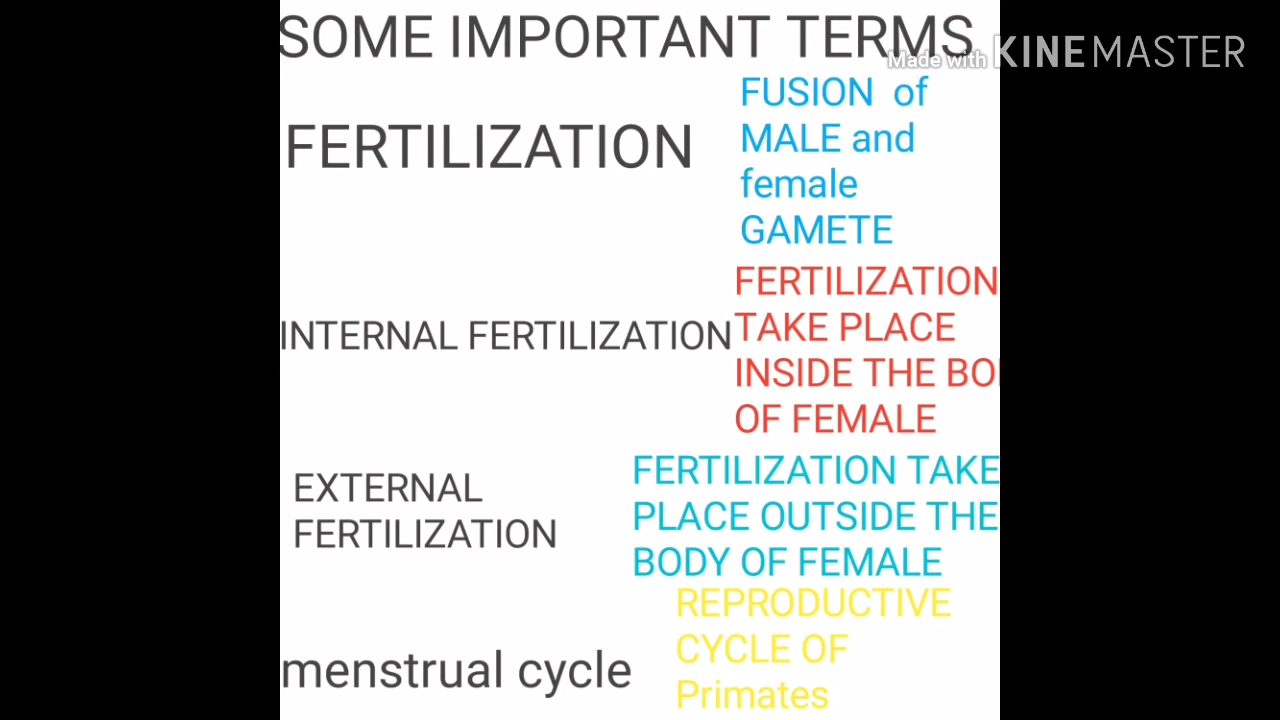 SOME IMPORTANT TERMS
Made with KINEMASTER
FERTILIZATION
FUSION of
MALE and
female
GAMETE
INTERNAL FERTILIZATION
FERTILIZATION
TAKE PLACE
INSIDE THE
OF FEMALE
EXTERNAL
FERTILIZATION
FERTILIZATION TAKE
PLACE OUTSIDE THE
BODY OF FEMALE
menstrual cycle
REPRODUCTIVE
CYCLE OF
Primates